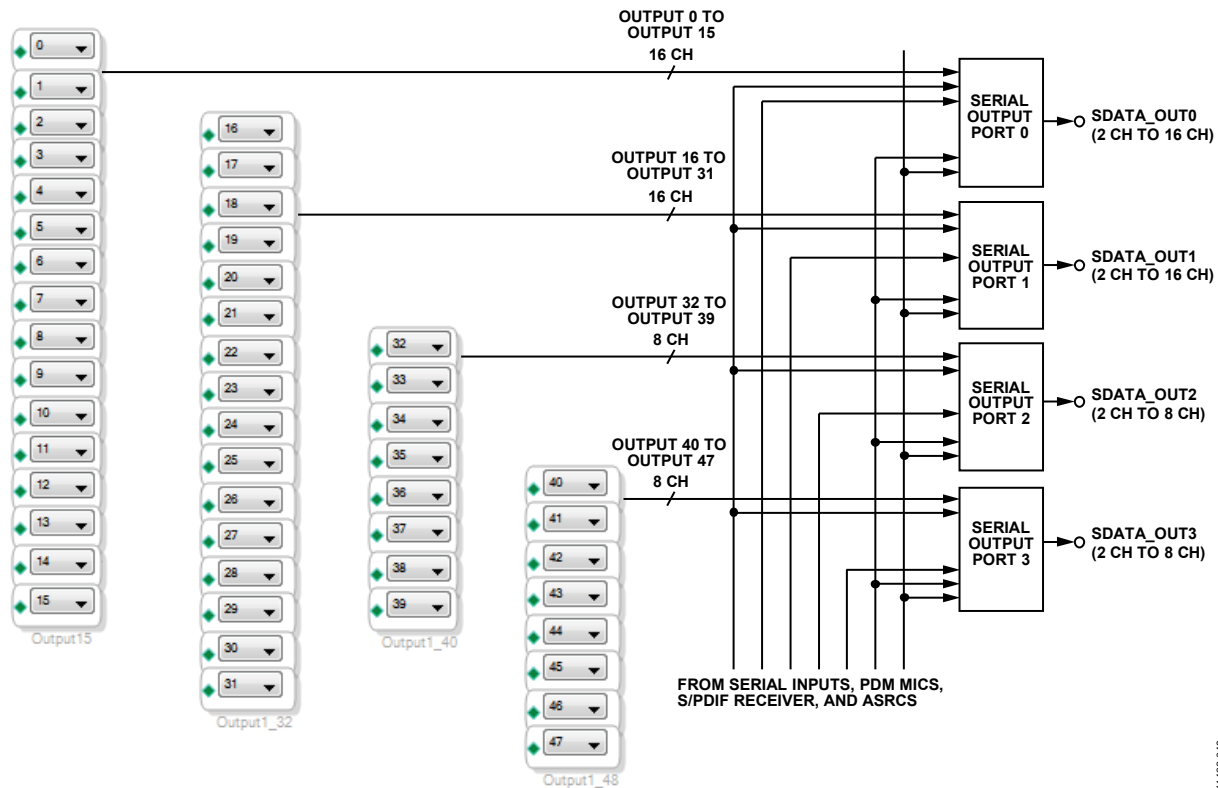 0
1
2
3
4
5
6
7
8
9
10
11
12
13
14
15
Output15
16
17
18
19
20
21
22
23
24
25
26
27
28
29
30
31
Output1_32
32
33
34
35
36
37
38
39
Output1_40
40
41
42
43
44
45
46
47
Output1_48
OUTPUT 0 TO
OUTPUT 15
16 CH
OUTPUT 16 TO
OUTPUT 31
16 CH
OUTPUT 32 TO
OUTPUT 39
8 CH
OUTPUT 40 TO
OUTPUT 47
8 CH
SERIAL
OUTPUT
PORT 0
SDATA_OUT0
(2 CH TO 16 CH)
SERIAL
OUTPUT
PORT 1
SDATA_OUT1
(2 CH TO 16 CH)
SERIAL
OUTPUT
PORT 2
SDATA_OUT2
(2 CH TO 8 CH)
SERIAL
OUTPUT
PORT 3
SDATA_OUT3
(2 CH TO 8 CH)
FROM SERIAL INPUTS, PDM MICS,
S/PDIF RECEIVER, AND ASRCS